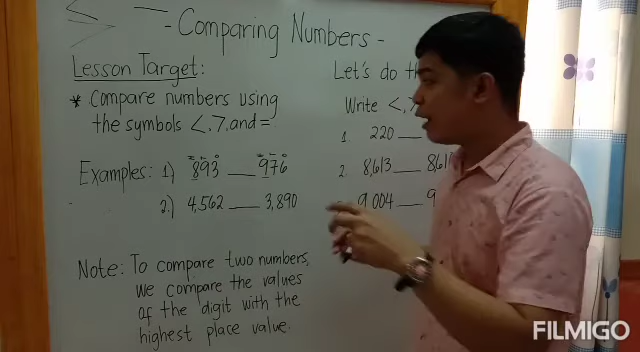 - Comparing Numbers -
Lesson Target:
* Compare numbers using
the symbols <, >, and =.
Examples: 1) 893 ___ 976
2) 4,562 ___ 3,890
Note: To compare two numbers,
we compare the values
of the digit with the
highest place value.
Let's do
Write <, >
1. 220 ___
2. 8,613 ___ 861
9,004 ___ 9
FILMIGO